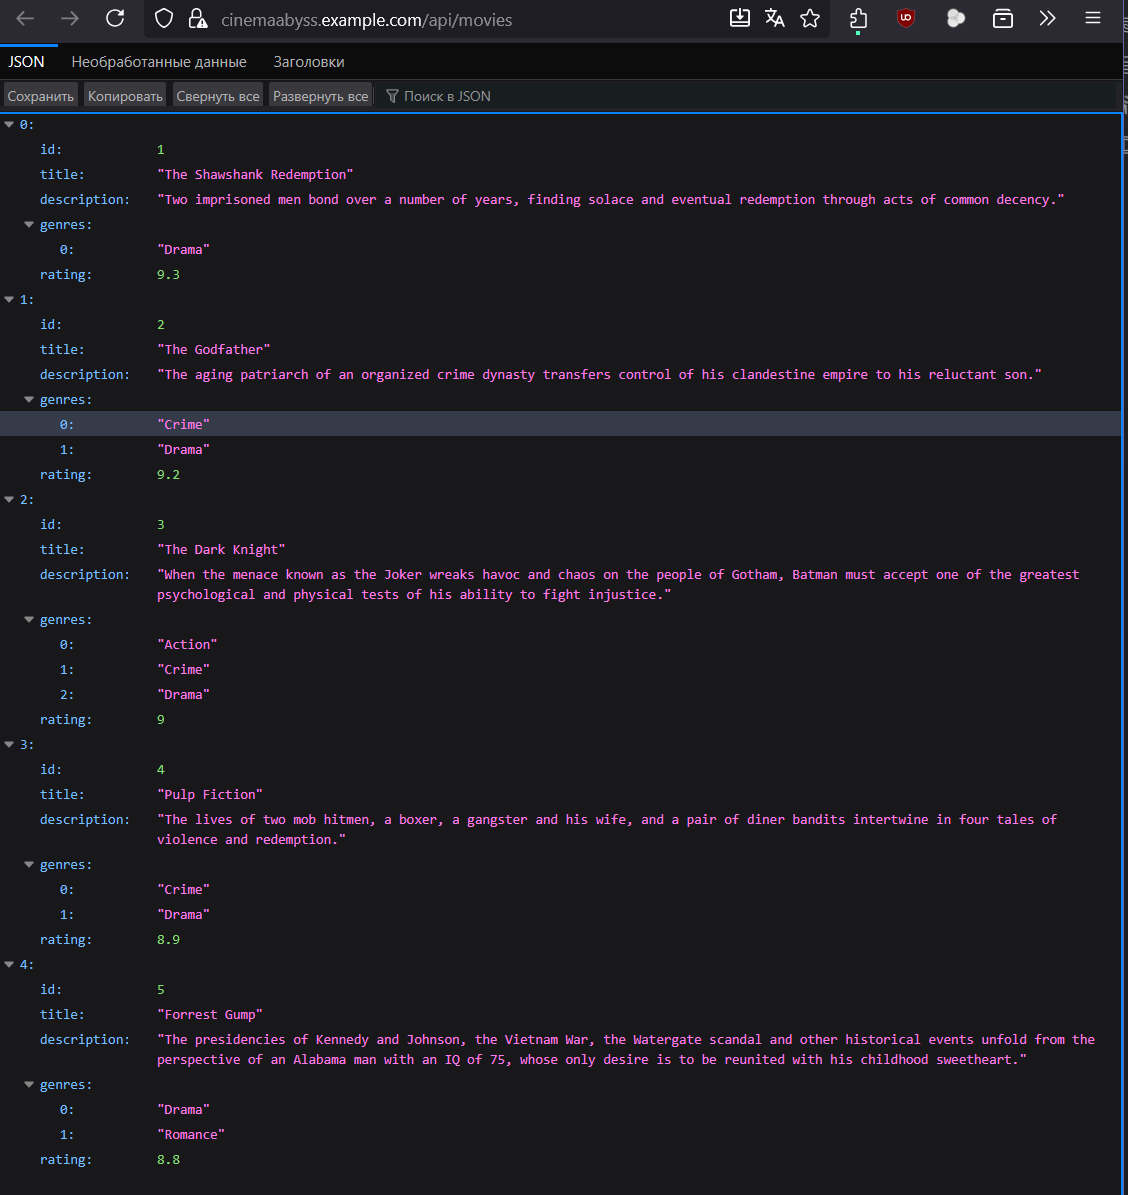 cinemaabyss.example.com/api/movies
JSON Необработанные данные Заголовки
Сохранить Копировать Свернуть все Развернуть все Поиск в JSON
0:
id: 1
title: "The Shawshank Redemption"
description: "Two imprisoned men bond over a number of years, finding solace and eventual redemption through acts of common decency."
genres:
0: "Drama"
rating: 9.3
1:
id: 2
title: "The Godfather"
description: "The aging patriarch of an organized crime dynasty transfers control of his clandestine empire to his reluctant son."
genres:
0: "Crime"
1: "Drama"
rating: 9.2
2:
id: 3
title: "The Dark Knight"
description: "When the menace known as the Joker wreaks havoc and chaos on the people of Gotham, Batman must accept one of the greatest
psychological and physical tests of his ability to fight injustice."
genres:
0: "Action"
1: "Crime"
2: "Drama"
rating: 9
3:
id: 4
title: "Pulp Fiction"
description: "The lives of two mob hitmen, a boxer, a gangster and his wife, and a pair of diner bandits intertwine in four tales of
violence and redemption."
genres:
0: "Crime"
1: "Drama"
rating: 8.9
4:
id: 5
title: "Forrest Gump"
description: "The presidencies of Kennedy and Johnson, the Vietnam War, the Watergate scandal and other historical events unfold from the
perspective of an Alabama man with an IQ of 75, whose only desire is to be reunited with his childhood sweetheart."
genres:
0: "Drama"
1: "Romance"
rating: 8.8